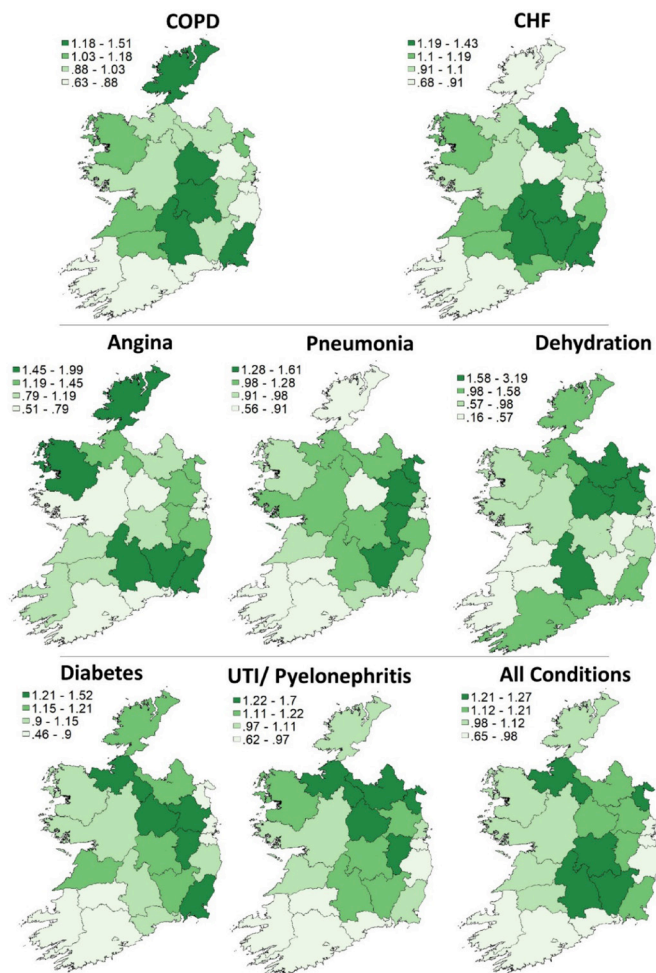 COPD
1.18 - 1.51
1.03 - 1.18
.88 - 1.03
.63 - .88
CHF
1.19 - 1.43
1.1 - 1.19
.91 - 1.1
.68 - .91
Angina
1.45 - 1.99
1.19 - 1.45
.79 - 1.19
.51 - .79
Pneumonia
1.28 - 1.61
.98 - 1.28
.91 - .98
.56 - .91
Dehydration
1.58 - 3.19
.98 - 1.58
.57 - .98
.16 - .57
Diabetes
1.21 - 1.52
1.15 - 1.21
.9 - 1.15
.46 - .9
UTI/ Pyelonephritis
1.22 - 1.7
1.11 - 1.22
.97 - 1.11
.62 - .97
All Conditions
1.21 - 1.27
1.12 - 1.21
.98 - 1.12
.65 - .98